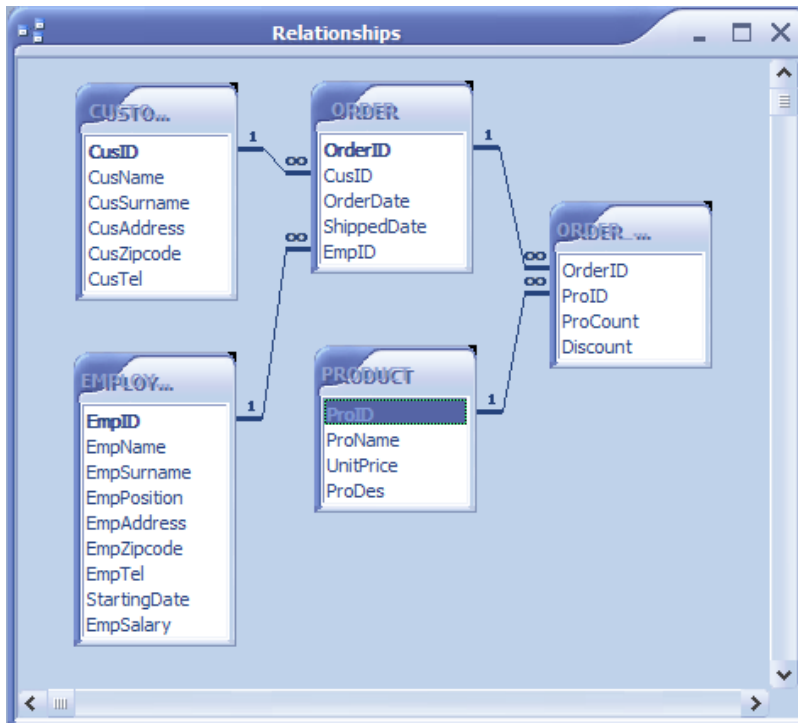 Relationships
CUSTO...
CusID
CusName
CusSurname
CusAddress
CusZipcode
CusTel
1
∞
ORDER
OrderID
CusID
OrderDate
ShippedDate
EmpID
∞
1
ORDER_...
OrderID
ProID
ProCount
Discount
∞
∞
EMPLOY...
EmpID
EmpName
EmpSurname
EmpPosition
EmpAddress
EmpZipcode
EmpTel
StartingDate
EmpSalary
1
PRODUCT
ProID
ProName
UnitPrice
ProDes
1